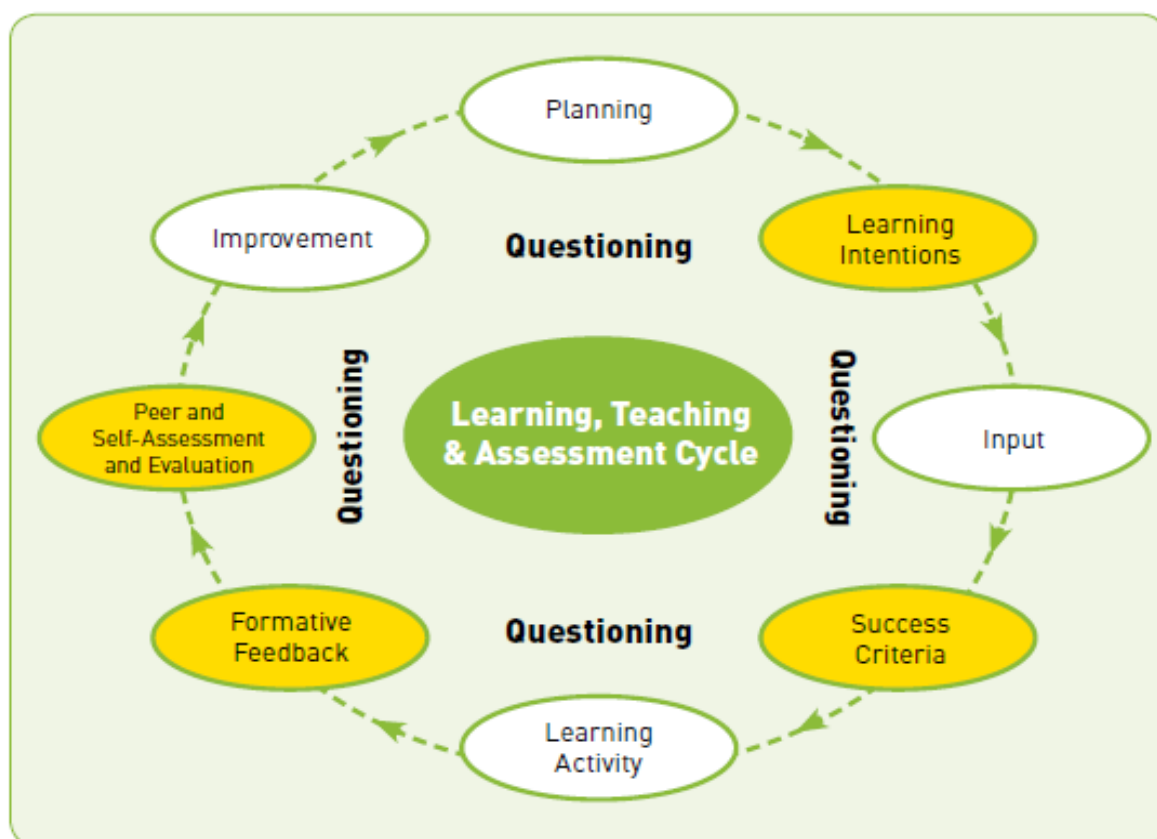 Planning
Learning
Intentions
Input
Success
Criteria
Learning
Activity
Formative
Feedback
Peer and
Self-Assessment
and Evaluation
Improvement
Questioning
Questioning
Questioning
Questioning
Learning, Teaching
& Assessment Cycle